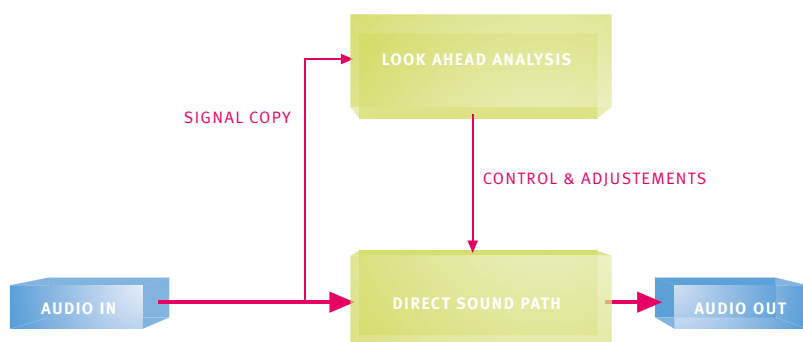 LOOK AHEAD ANALYSIS
SIGNAL COPY
CONTROL & ADJUSTEMENTS
AUDIO IN
DIRECT SOUND PATH
AUDIO OUT